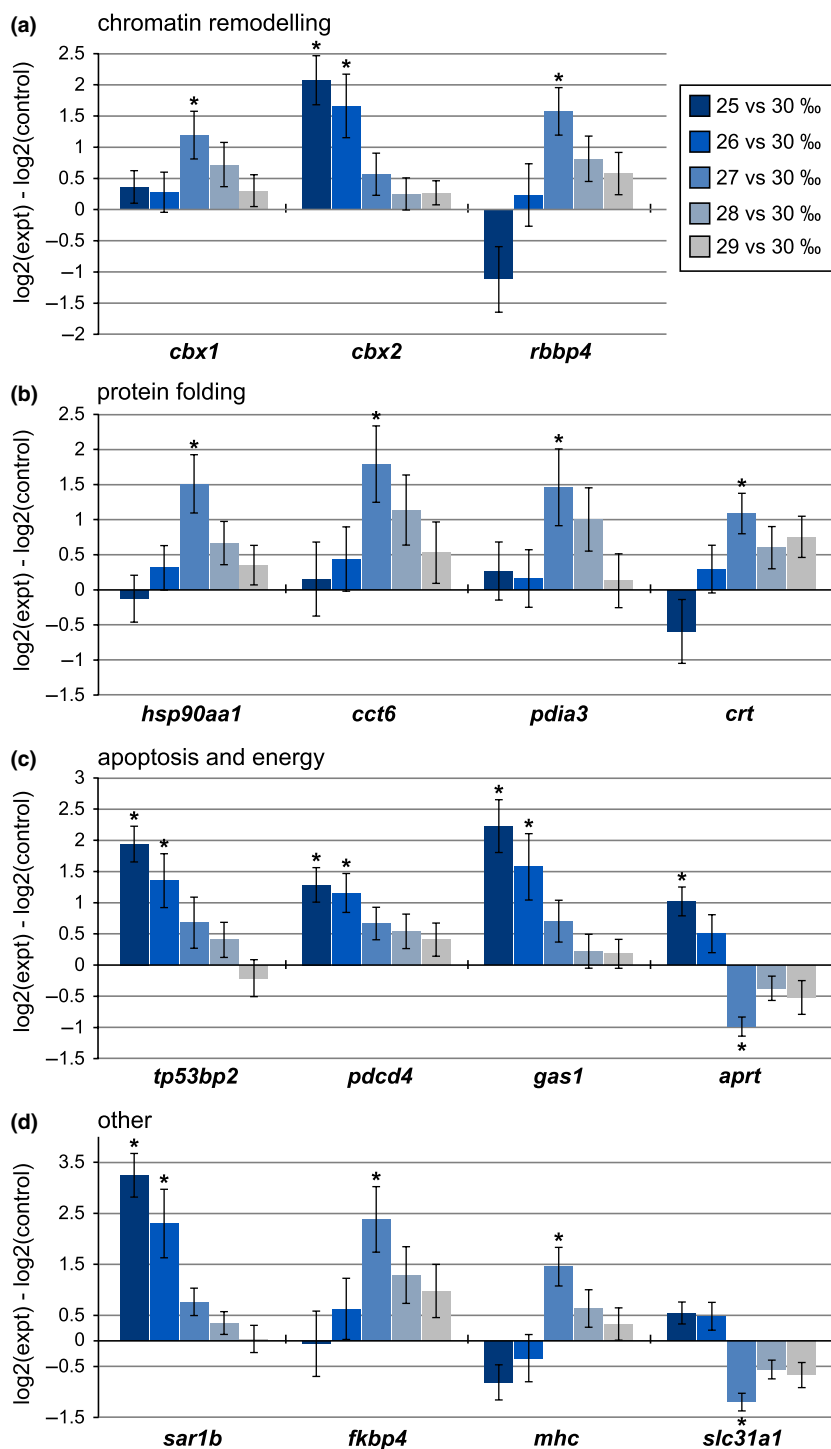 (a) chromatin remodelling
log2(expt) - log2(control)
2.5
2
1.5
1
0.5
0
−0.5
−1
−1.5
−2
* * * *
cbx1 cbx2 rbbp4
25 vs 30 ‰
26 vs 30 ‰
27 vs 30 ‰
28 vs 30 ‰
29 vs 30 ‰
(b) protein folding
log2(expt) - log2(control)
2.5
2
1.5
1
0.5
0
−0.5
−1
−1.5
* * * *
hsp90aa1 cct6 pdia3 crt
(c) apoptosis and energy
log2(expt) - log2(control)
3
2.5
2
1.5
1
0.5
0
−0.5
−1
−1.5
* * * * * * * *
tp53bp2 pdcd4 gas1 aprt
(d) other
log2(expt) - log2(control)
3.5
2.5
1.5
0.5
−0.5
−1.5
* * * * *
sar1b fkbp4 mhc slc31a1